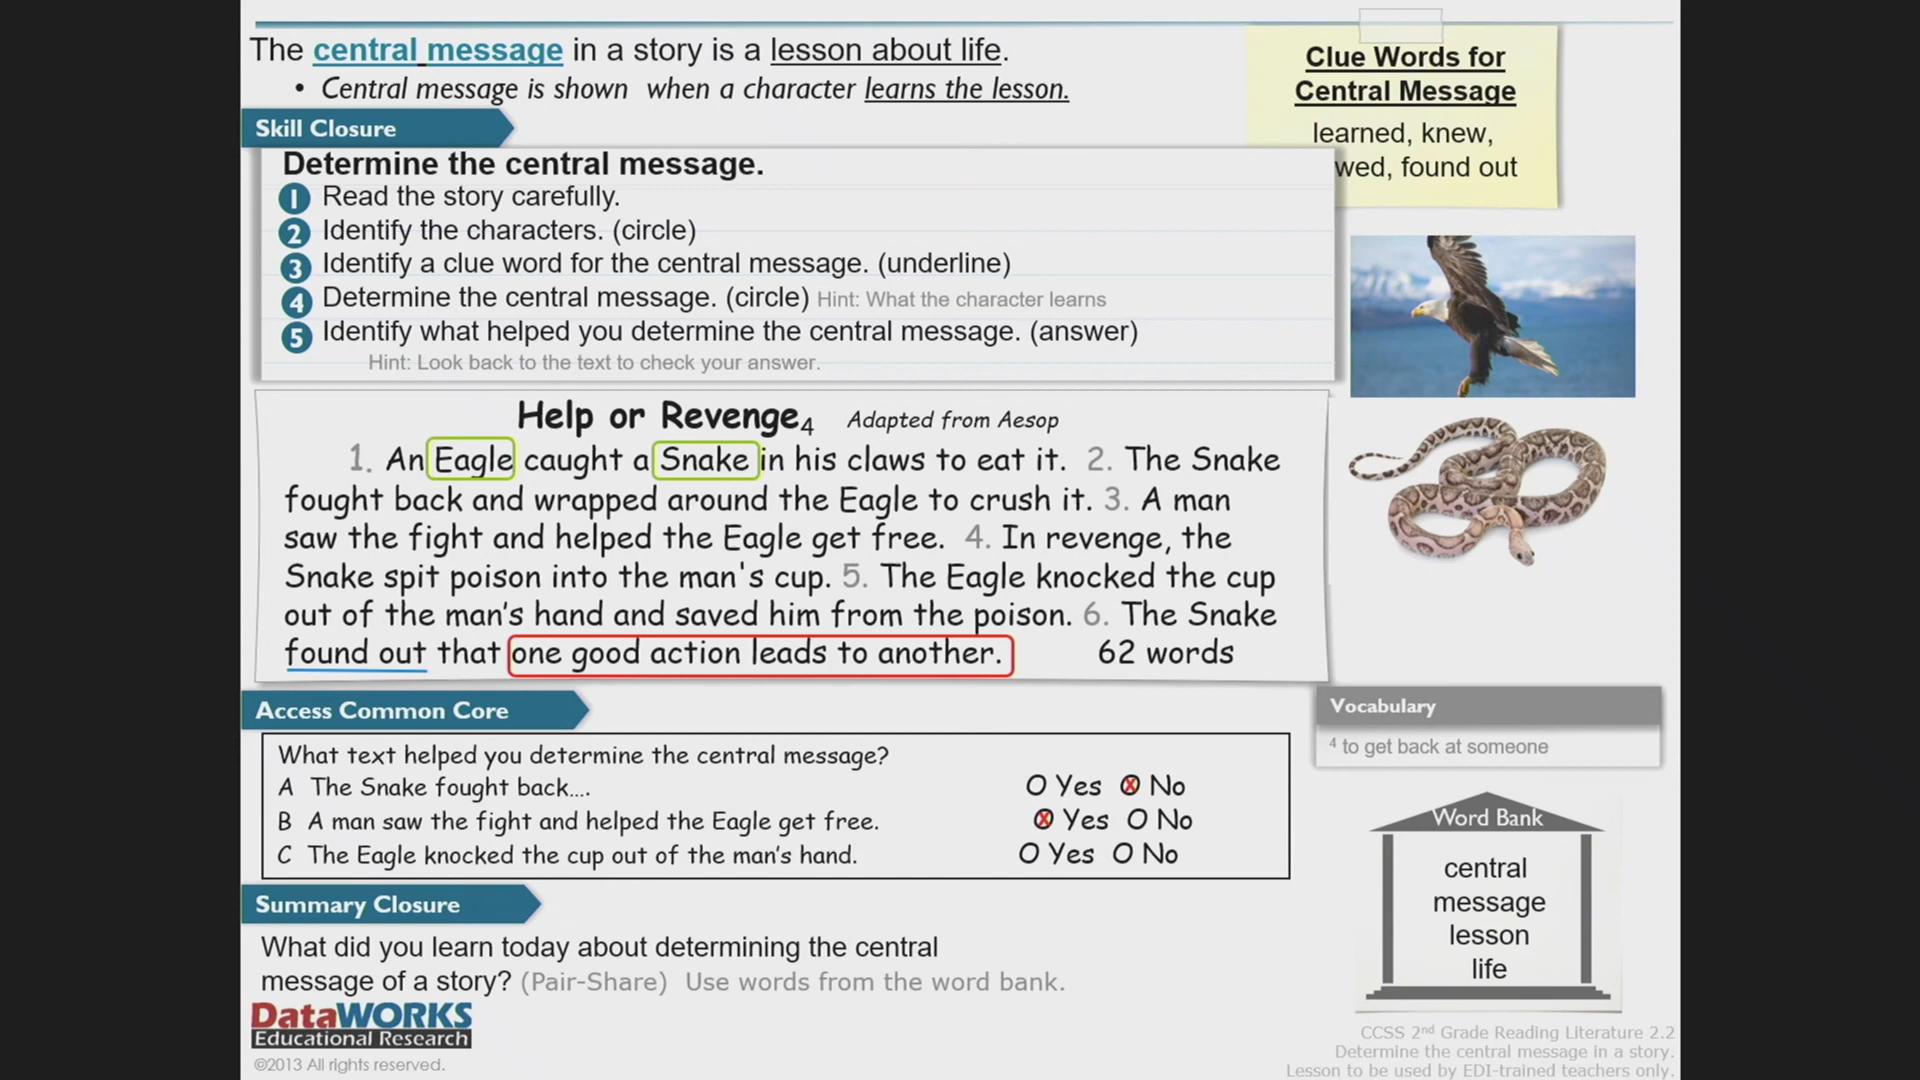 The central message in a story is a lesson about life.
• Central message is shown when a character learns the lesson.
Clue Words for
Central Message
learned, knew,
wed, found out
Skill Closure
Determine the central message.
1 Read the story carefully.
2 Identify the characters. (circle)
3 Identify a clue word for the central message. (underline)
4 Determine the central message. (circle) Hint: What the character learns
5 Identify what helped you determine the central message. (answer)
Hint: Look back to the text to check your answer.
Help or Revenge4 Adapted from Aesop
1. An Eagle caught a Snake in his claws to eat it. 2. The Snake
fought back and wrapped around the Eagle to crush it. 3. A man
saw the fight and helped the Eagle get free. 4. In revenge, the
Snake spit poison into the man's cup. 5. The Eagle knocked the cup
out of the man's hand and saved him from the poison. 6. The Snake
found out that one good action leads to another. 62 words
Access Common Core
What text helped you determine the central message?
A The Snake fought back.... O Yes X No
B A man saw the fight and helped the Eagle get free. X Yes O No
C The Eagle knocked the cup out of the man's hand. O Yes O No
Vocabulary
4 to get back at someone
Word Bank
central
message
lesson
life
Summary Closure
What did you learn today about determining the central
message of a story? (Pair-Share) Use words from the word bank.
DataWORKS
Educational Research
©2013 All rights reserved.
CCSS 2nd Grade Reading Literature 2.2
Determine the central message in a story.
Lesson to be used by EDI-trained teachers only.